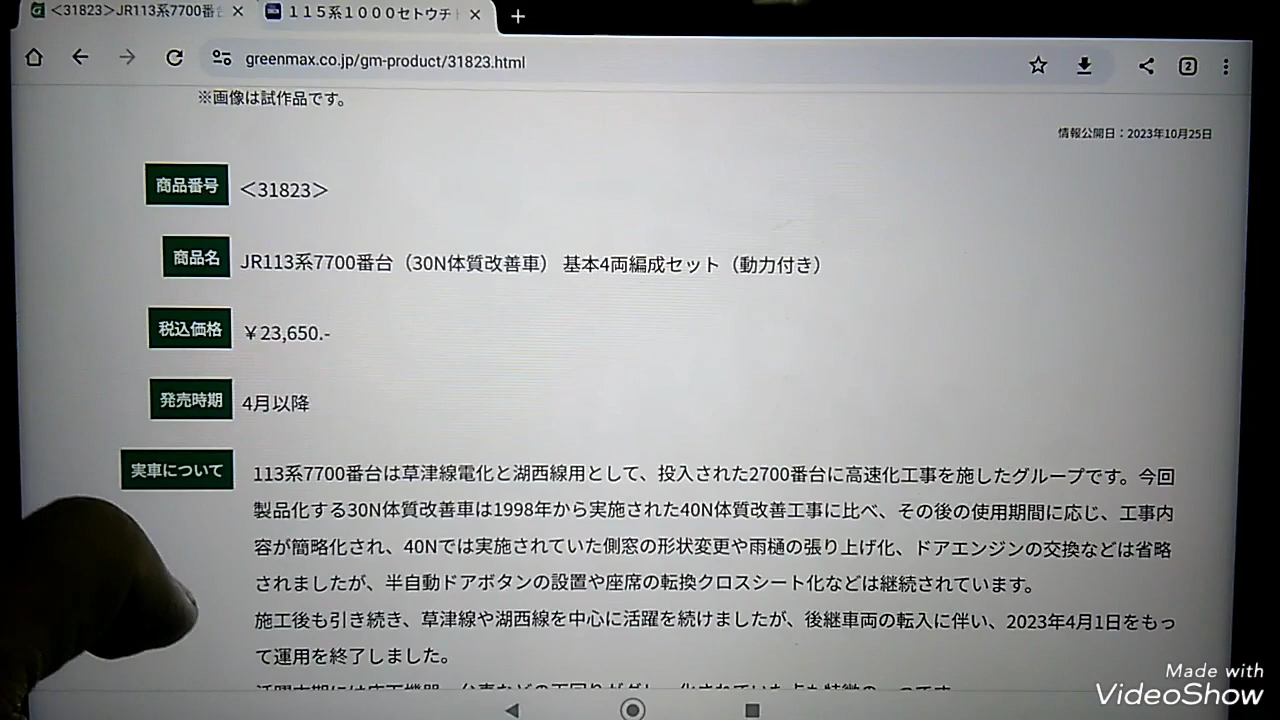 <31823>JR113系7700番台
１１５系１０００セトウチ
greenmax.co.jp/gm-product/31823.html
2
※画像は試作品です。
情報公開日：2023年10月25日
商品番号
＜31823＞
商品名
JR113系7700番台（30N体質改善車） 基本4両編成セット（動力付き）
税込価格
￥23,650.-
発売時期
4月以降
実車について
113系7700番台は草津線電化と湖西線用として、投入された2700番台に高速化工事を施したグループです。今回
製品化する30N体質改善車は1998年から実施された40N体質改善工事に比べ、その後の使用期間に応じ、工事内
容が簡略化され、40Nでは実施されていた側窓の形状変更や雨樋の張り上げ化、ドアエンジンの交換などは省略
されましたが、半自動ドアボタンの設置や座席の転換クロスシート化などは継続されています。
施工後も引き続き、草津線や湖西線を中心に活躍を続けましたが、後継車両の転入に伴い、2023年4月1日をもっ
て運用を終了しました。
Made with
VideoShow